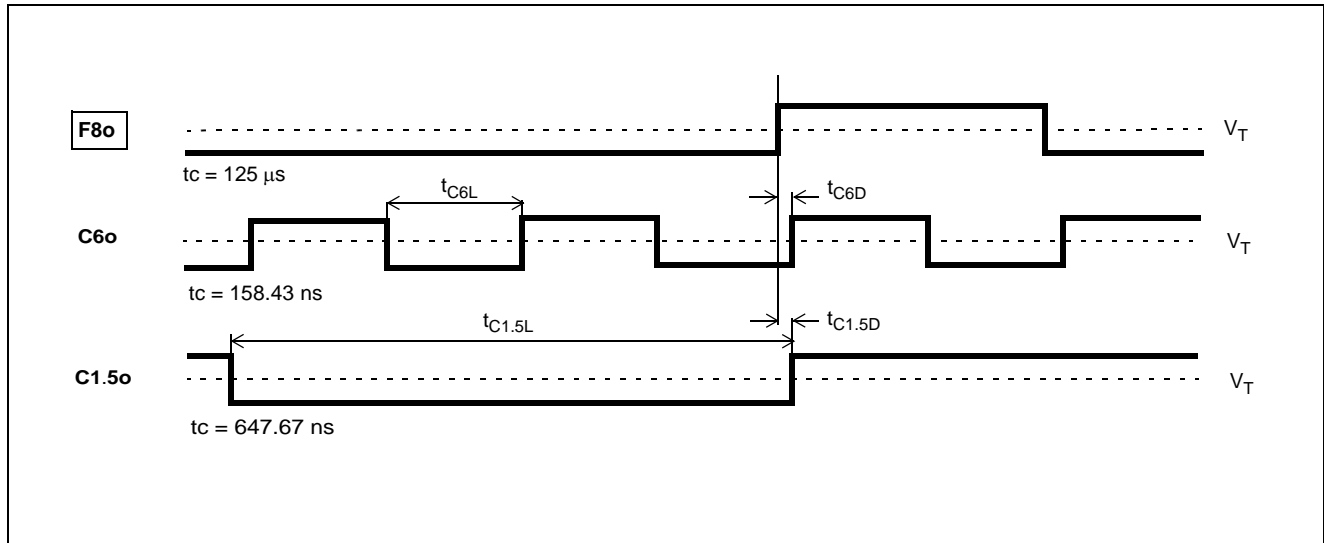 F8o
V_T
tc = 125 μs
t_C6L
t_C6D
C6o
V_T
tc = 158.43 ns
t_C1.5L
t_C1.5D
C1.5o
V_T
tc = 647.67 ns